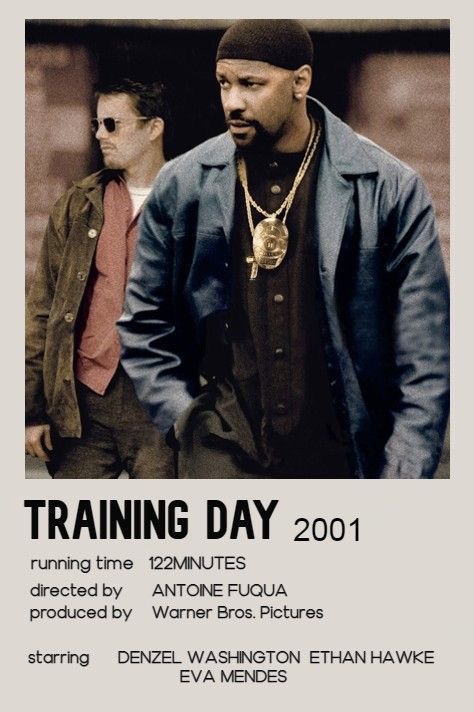 TRAINING DAY 2001
running time 122MINUTES
directed by ANTOINE FUQUA
produced by Warner Bros. Pictures
starring DENZEL WASHINGTON ETHAN HAWKE
EVA MENDES